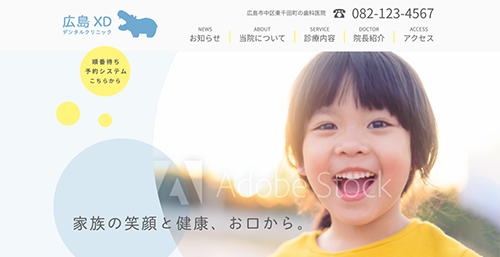 広島 XD
デンタルクリニック
広島市中区東千田町の歯科医院
082-123-4567
NEWS
お知らせ
ABOUT
当院について
SERVICE
診療内容
DOCTOR
院長紹介
ACCESS
アクセス
順番待ち
予約システム
こちらから
Adobe Stock
家族の笑顔と健康、お口から。